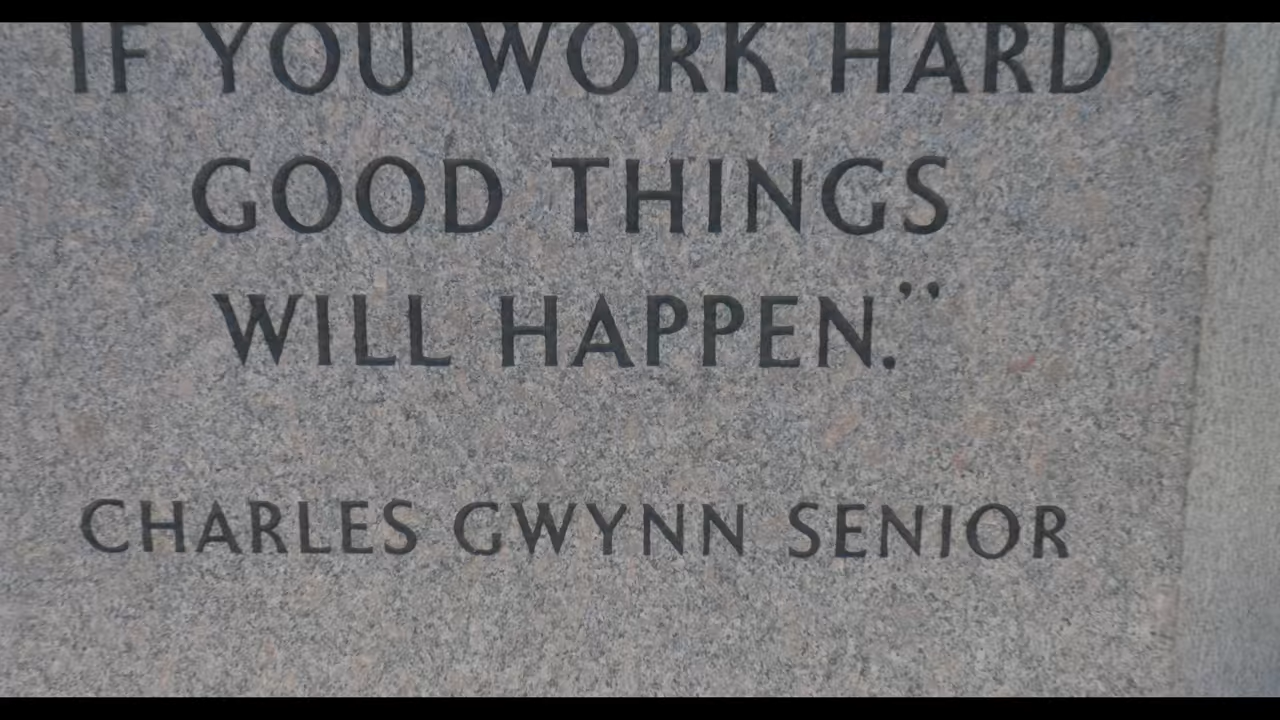 IF YOU WORK HARD
GOOD THINGS
WILL HAPPEN.”
CHARLES GWYNN SENIOR